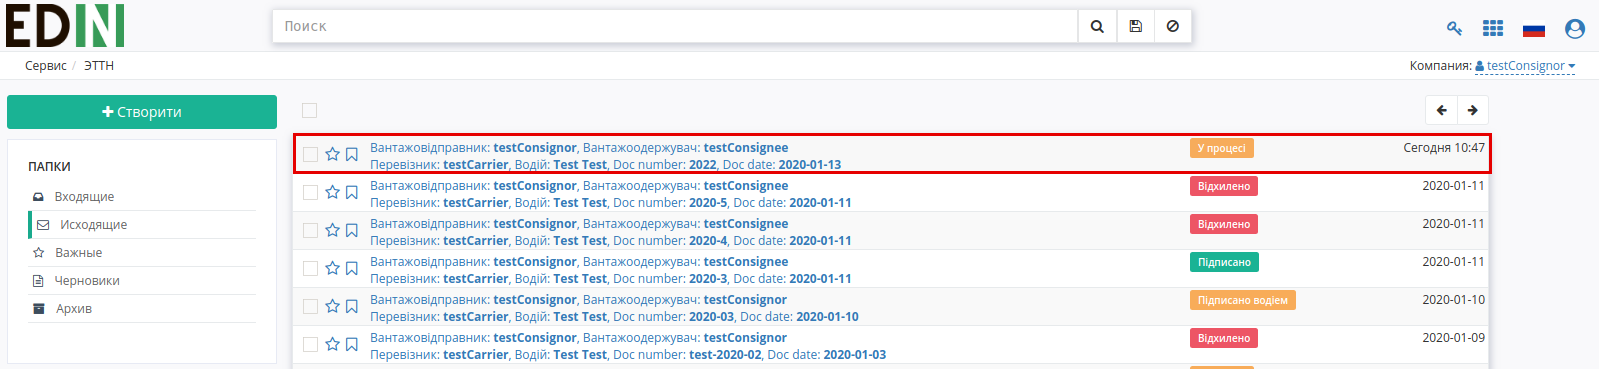 EDIN
Поиск
Сервис / ЭТТН
Компания: testConsignor
Створити
ПАПКИ
Входящие
Исходящие
Важные
Черновики
Архив
Вантажовідправник: testConsignor, Вантажоодержувач: testConsignee
У процесі
Сегодня 10:47
Перевізник: testCarrier, Водій: Test Test, Doc number: 2022, Doc date: 2020-01-13
Вантажовідправник: testConsignor, Вантажоодержувач: testConsignee
Відхилено
2020-01-11
Перевізник: testCarrier, Водій: Test Test, Doc number: 2020-5, Doc date: 2020-01-11
Вантажовідправник: testConsignor, Вантажоодержувач: testConsignee
Відхилено
2020-01-11
Перевізник: testCarrier, Водій: Test Test, Doc number: 2020-4, Doc date: 2020-01-11
Вантажовідправник: testConsignor, Вантажоодержувач: testConsignee
Підписано
2020-01-11
Перевізник: testCarrier, Водій: Test Test, Doc number: 2020-3, Doc date: 2020-01-11
Вантажовідправник: testConsignor, Вантажоодержувач: testConsignor
Підписано водієм
2020-01-10
Перевізник: testCarrier, Водій: Test Test, Doc number: 2020-03, Doc date: 2020-01-10
Вантажовідправник: testConsignor, Вантажоодержувач: testConsignor
Відхилено
2020-01-09
Перевізник: testCarrier, Водій: Test Test, Doc number: test-2020-02, Doc date: 2020-01-03